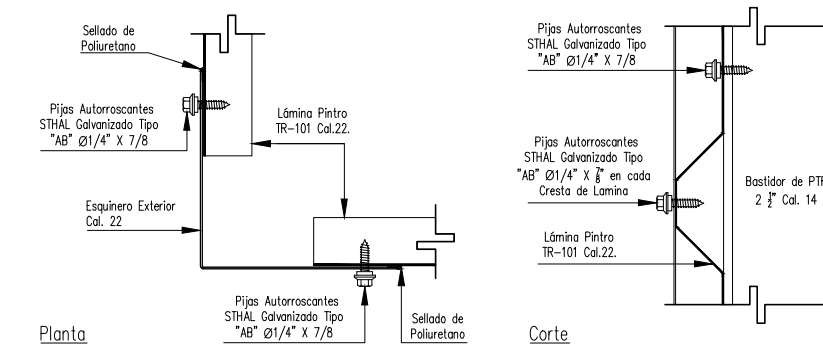 Sellado de
Poliuretano
Pijas Autorroscantes
STHAL Galvanizado Tipo
"AB" Ø1/4" X 7/8
Lámina Pintro
TR-101 Cal.22.
Esquinero Exterior
Cal. 22
Pijas Autorroscantes
STHAL Galvanizado Tipo
"AB" Ø1/4" X 7/8
Sellado de
Poliuretano
Planta
Pijas Autorroscantes
STHAL Galvanizado Tipo
"AB" Ø1/4" X 7/8
Pijas Autorroscantes
STHAL Galvanizado Tipo
"AB" Ø1/4" X 7/8" en cada
Cresta de Lamina
Bastidor de PTR
2 1/2" Cal. 14
Lámina Pintro
TR-101 Cal.22.
Corte